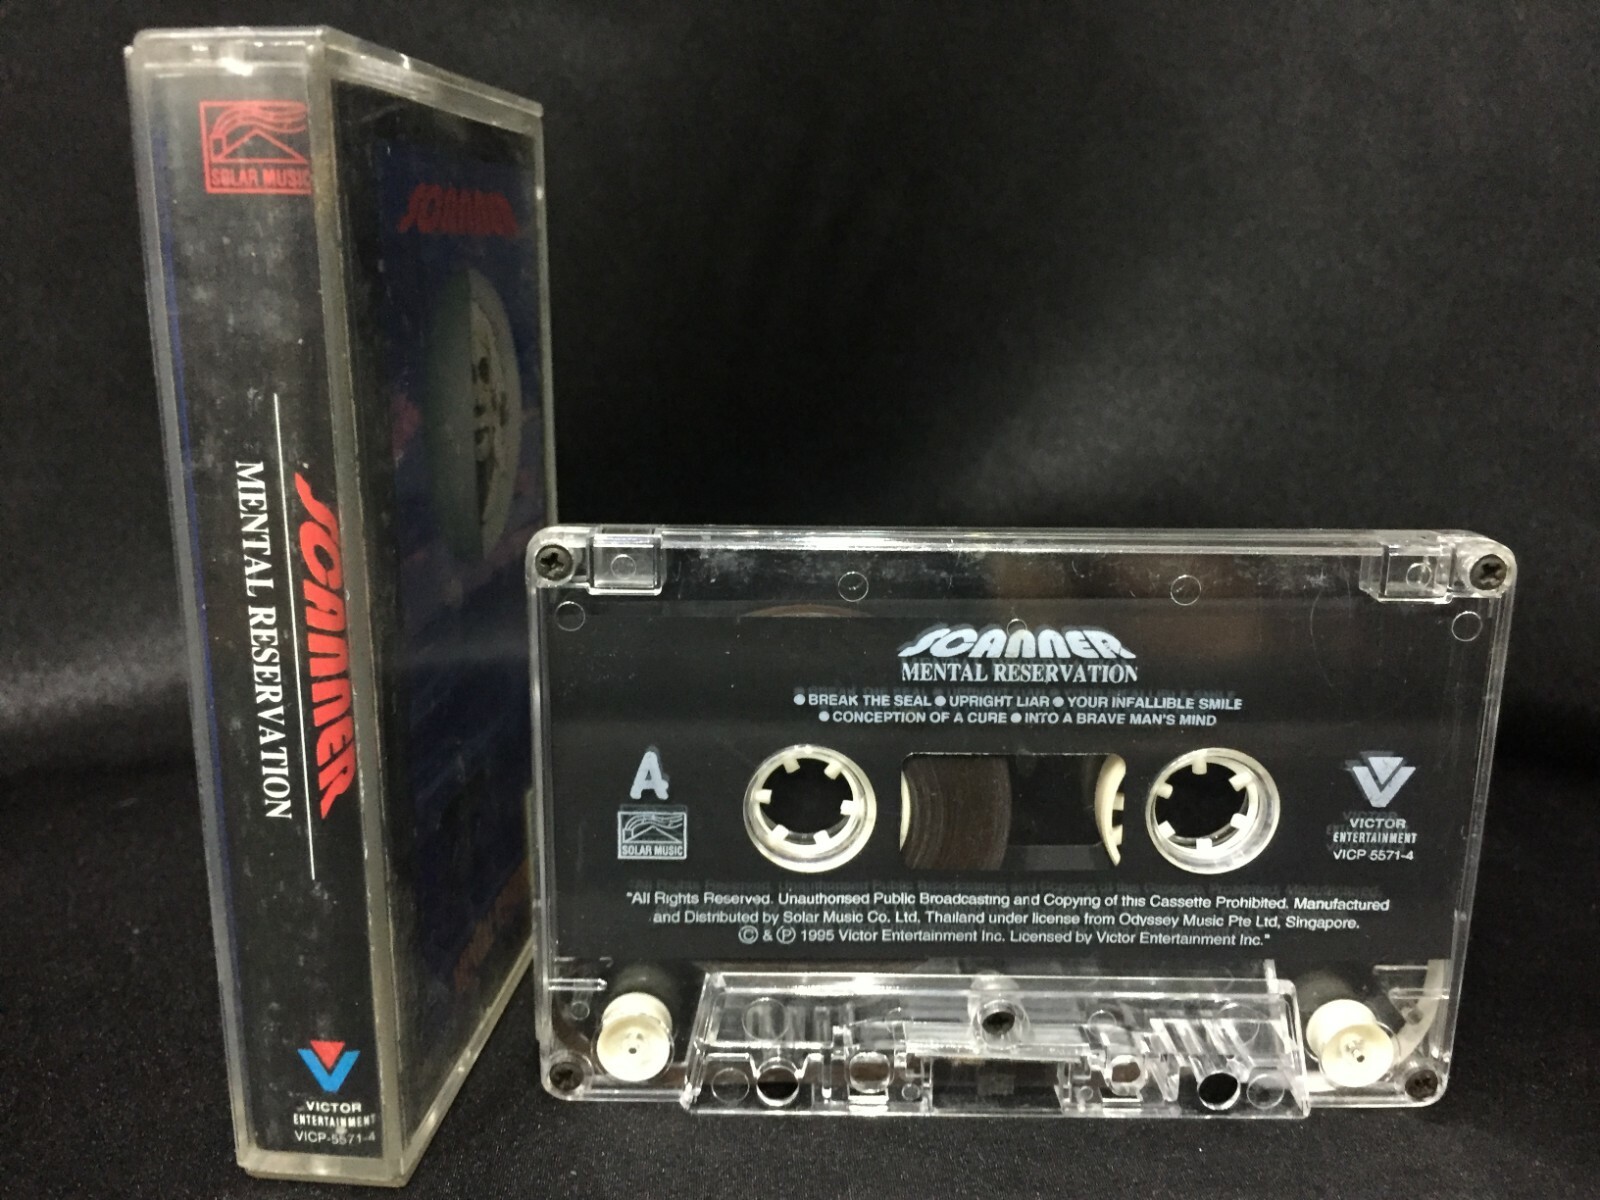 SOLAR MUSIC
SCANNER
SCANNER
MENTAL RESERVATION
VICTOR
ENTERTAINMENT
VICP-5571-4
SCANNER
MENTAL RESERVATION
● BREAK THE SEAL ● UPRIGHT LIAR ● YOUR INFALLIBLE SMILE
● CONCEPTION OF A CURE ● INTO A BRAVE MAN'S MIND
A
SOLAR MUSIC
VICTOR
ENTERTAINMENT
VICP-5571-4
"All Rights Reserved. Unauthorised Public Broadcasting and Copying of this Cassette Prohibited. Manufactured
and Distributed by Solar Music Co. Ltd, Thailand under license from Odyssey Music Pte Ltd, Singapore.
© & ℗ 1995 Victor Entertainment Inc. Licensed by Victor Entertainment Inc."